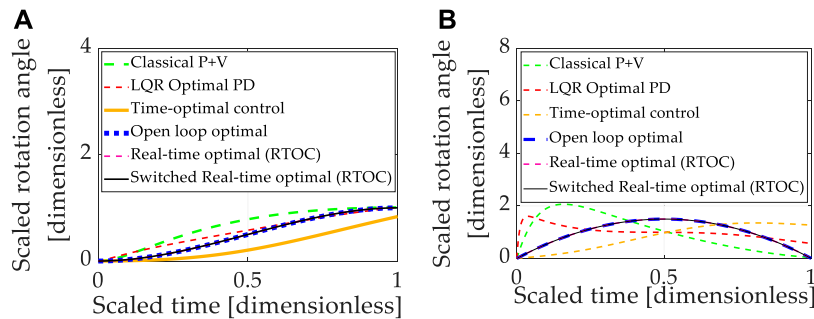 A
Scaled rotation angle
[dimensionless]
4
2
0
Classical P+V
LQR Optimal PD
Time-optimal control
Open loop optimal
Real-time optimal (RTOC)
Switched Real-time optimal (RTOC)
0
0.5
1
Scaled time [dimensionless]
B
Scaled rotation angle
[dimensionless]
8
6
4
2
0
Classical P+V
LQR Optimal PD
Time-optimal control
Open loop optimal
Real-time optimal (RTOC)
Switched Real-time optimal (RTOC)
0
0.5
1
Scaled time [dimensionless]